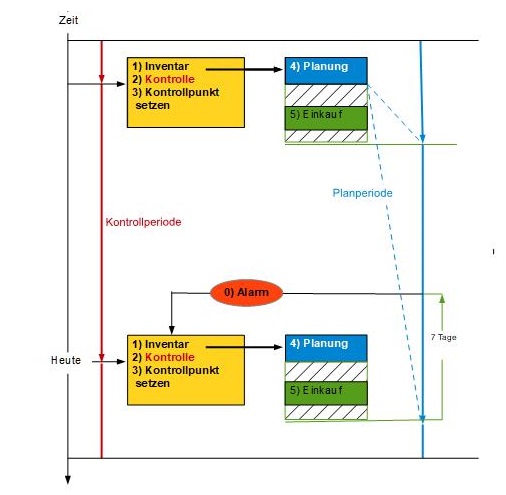 Zeit
1) Inventar
2) Kontrolle
3) Kontrollpunkt
setzen
4) Planung
5) Einkauf
Planperiode
Kontrollperiode
0) Alarm
7 Tage
Heute
1) Inventar
2) Kontrolle
3) Kontrollpunkt
setzen
4) Planung
5) Einkauf